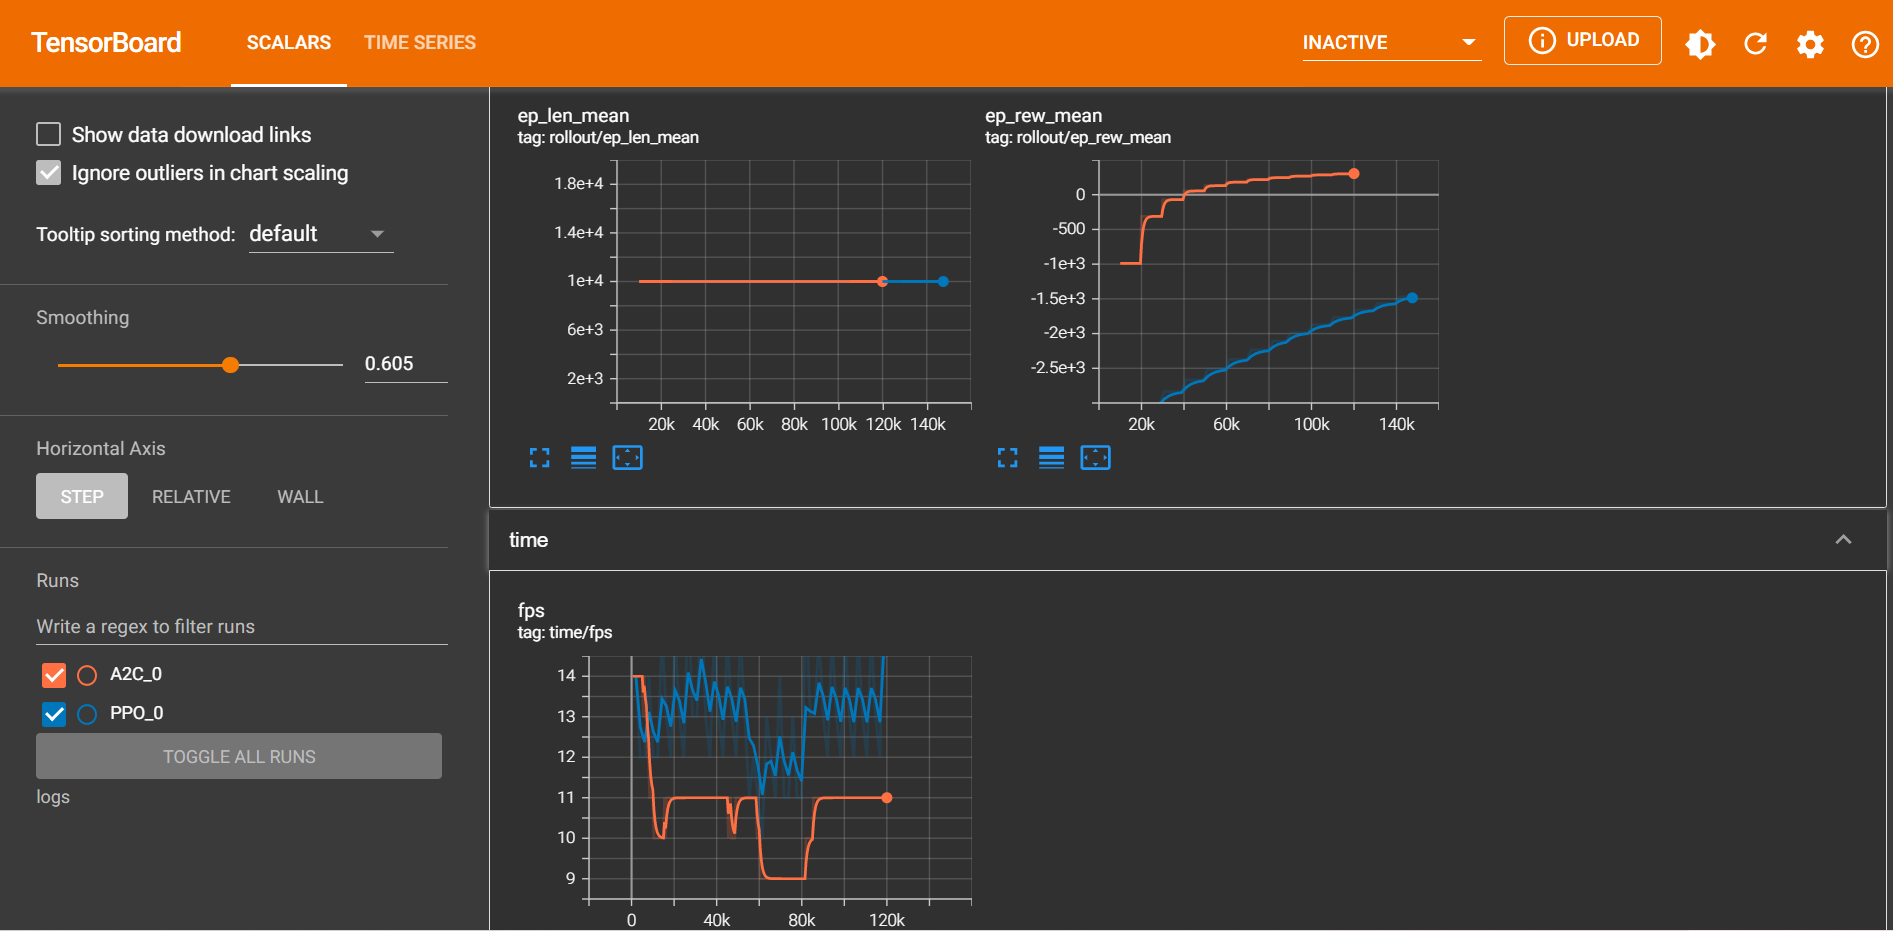 TensorBoard
SCALARS
TIME SERIES
INACTIVE
UPLOAD
Show data download links
Ignore outliers in chart scaling
Tooltip sorting method: default
Smoothing
0.605
Horizontal Axis
STEP RELATIVE WALL
Runs
Write a regex to filter runs
A2C_0
PPO_0
TOGGLE ALL RUNS
logs
ep_len_mean
tag: rollout/ep_len_mean
1.8e+4
1.4e+4
1e+4
6e+3
2e+3
20k 40k 60k 80k 100k 120k 140k
ep_rew_mean
tag: rollout/ep_rew_mean
0
-500
-1e+3
-1.5e+3
-2e+3
-2.5e+3
20k 60k 100k 140k
time
fps
tag: time/fps
14
13
12
11
10
9
0 40k 80k 120k